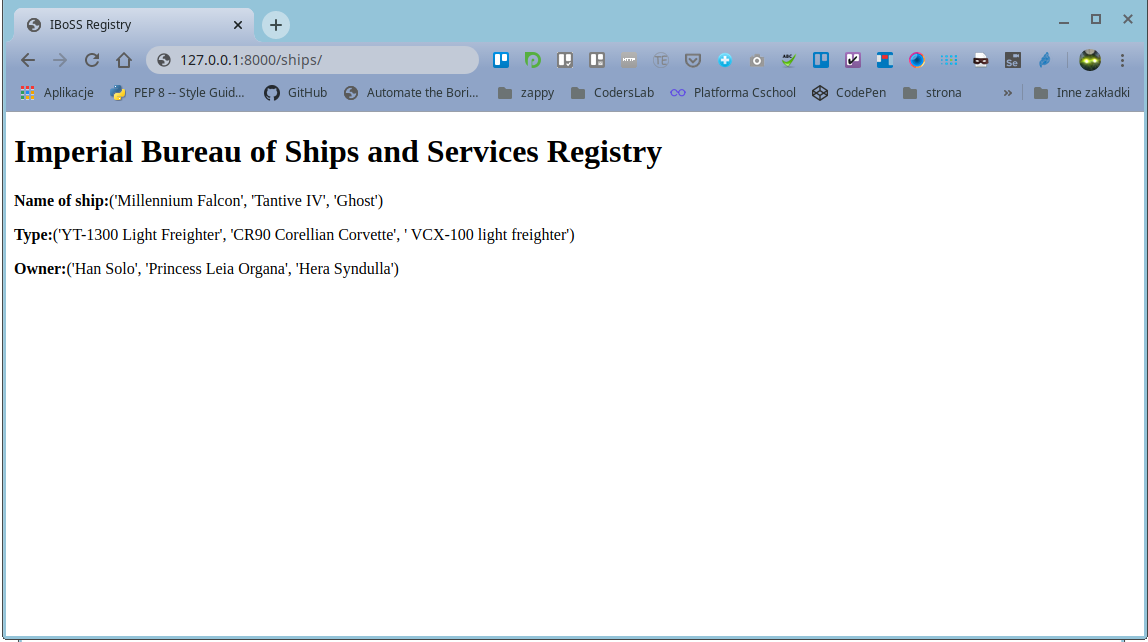 IBoSS Registry
127.0.0.1:8000/ships/
Aplikacje PEP 8 -- Style Guid... GitHub Automate the Bori... zappy CodersLab Platforma Cschool CodePen strona » Inne zakładki
Imperial Bureau of Ships and Services Registry
Name of ship:('Millennium Falcon', 'Tantive IV', 'Ghost')
Type:('YT-1300 Light Freighter', 'CR90 Corellian Corvette', ' VCX-100 light freighter')
Owner:('Han Solo', 'Princess Leia Organa', 'Hera Syndulla')